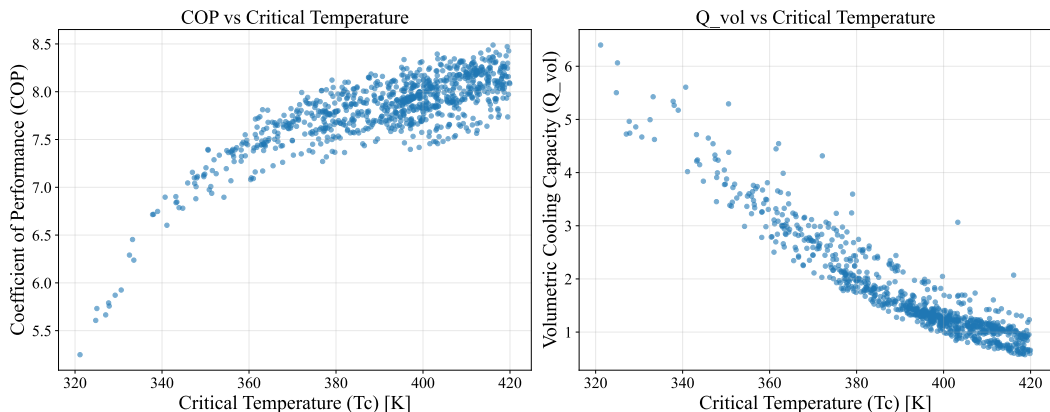 COP vs Critical Temperature
Coefficient of Performance (COP)
8.5
8.0
7.5
7.0
6.5
6.0
5.5
320 340 360 380 400 420
Critical Temperature (Tc) [K]
Q_vol vs Critical Temperature
Volumetric Cooling Capacity (Q_vol)
6
5
4
3
2
1
320 340 360 380 400 420
Critical Temperature (Tc) [K]